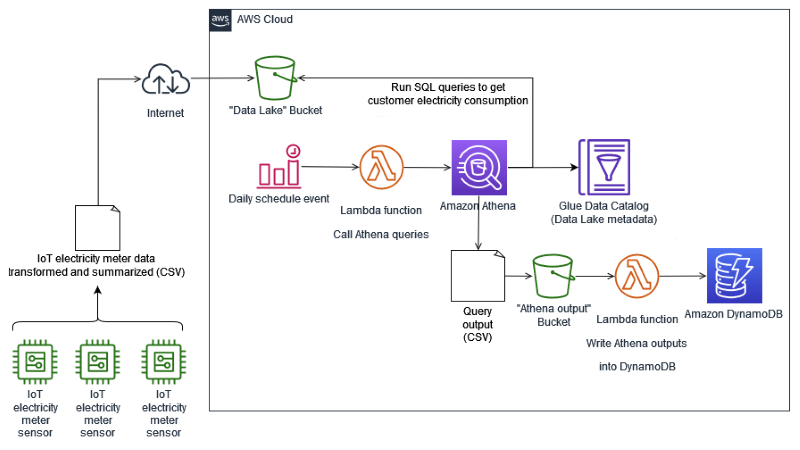 aws
AWS Cloud
Internet
"Data Lake" Bucket
Run SQL queries to get
customer electricity consumption
Daily schedule event
Lambda function
Call Athena queries
Amazon Athena
Glue Data Catalog
(Data Lake metadata)
IoT electricity meter data
transformed and summarized (CSV)
Query
output
(CSV)
"Athena output"
Bucket
Lambda function
Write Athena outputs
into DynamoDB
Amazon DynamoDB
IoT
electricity
meter
sensor
IoT
electricity
meter
sensor
IoT
electricity
meter
sensor